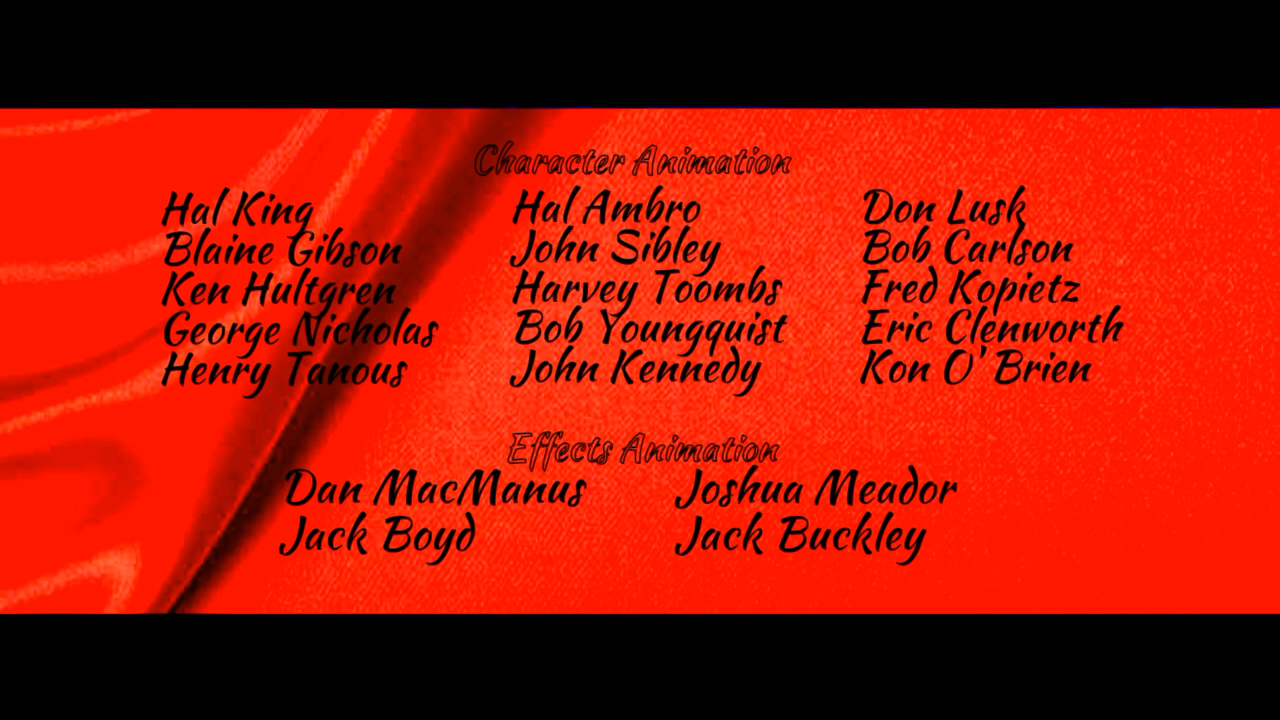 Character Animation
Hal King Hal Ambro Don Lusk
Blaine Gibson John Sibley Bob Carlson
Ken Hultgren Harvey Toombs Fred Kopietz
George Nicholas Bob Youngquist Eric Clenworth
Henry Tanous John Kennedy Kon O'Brien
Effects Animation
Dan MacManus Joshua Meador
Jack Boyd Jack Buckley